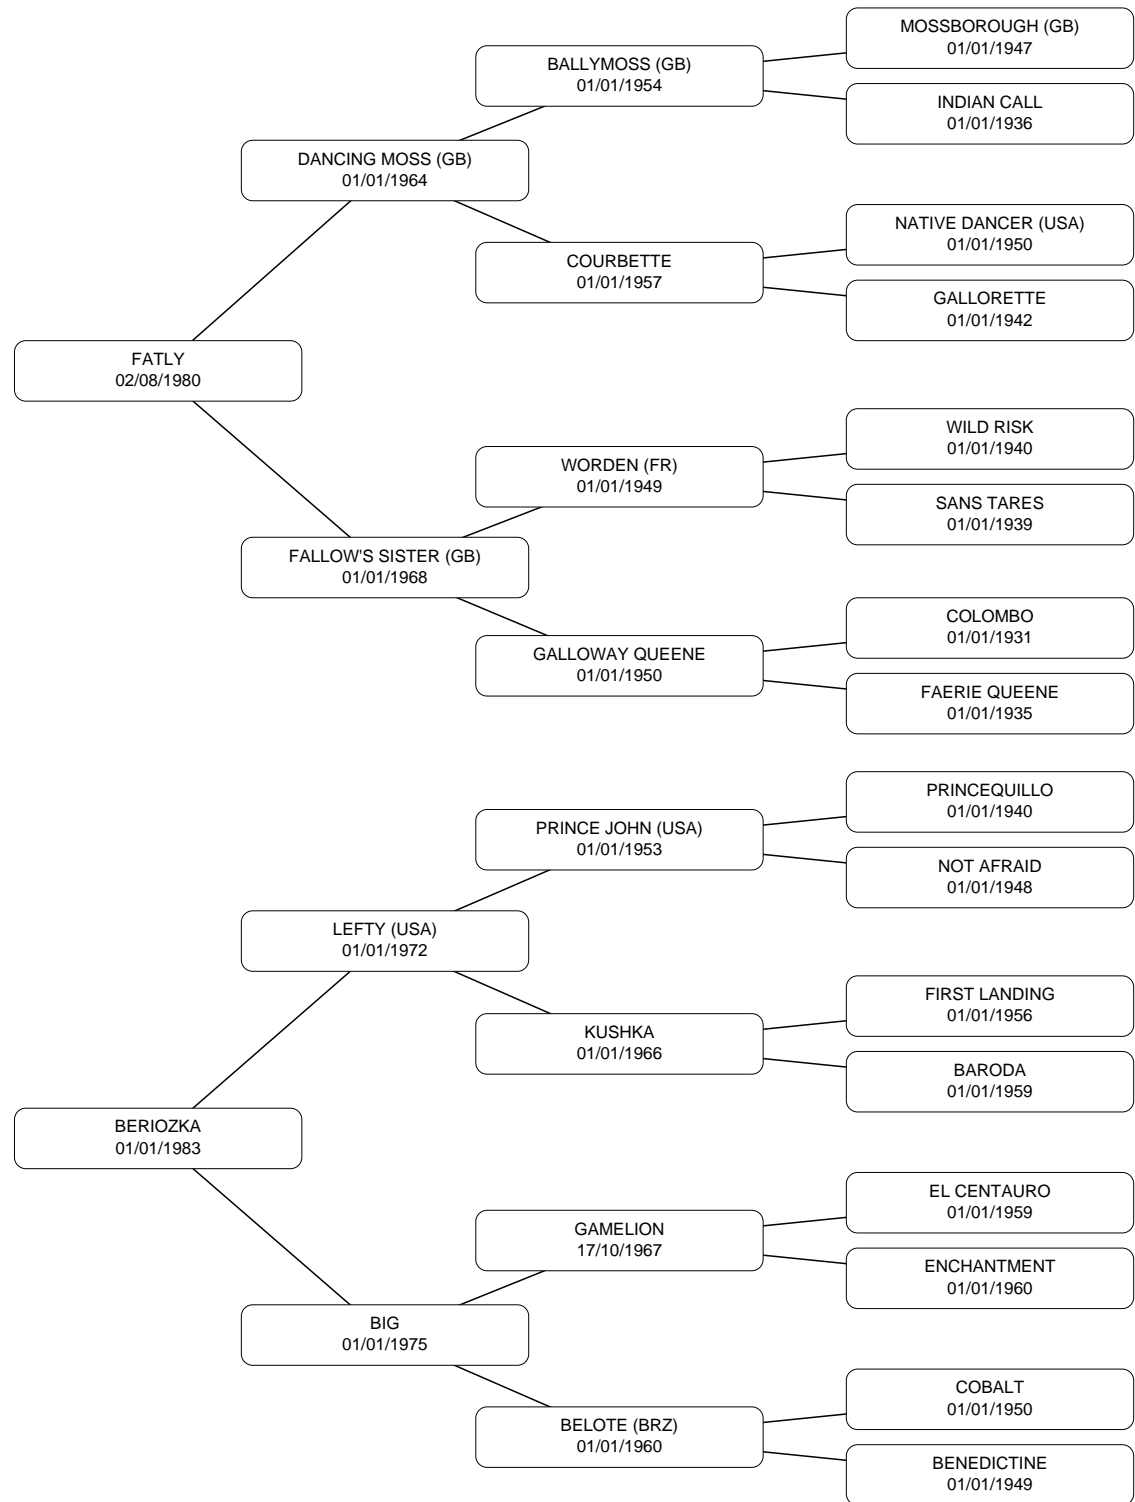 MOSSBOROUGH (GB)
01/01/1947
BALLYMOSS (GB)
01/01/1954
INDIAN CALL
01/01/1936
DANCING MOSS (GB)
01/01/1964
NATIVE DANCER (USA)
01/01/1950
COURBETTE
01/01/1957
GALLORETTE
01/01/1942
FATLY
02/08/1980
WILD RISK
01/01/1940
WORDEN (FR)
01/01/1949
SANS TARES
01/01/1939
FALLOW'S SISTER (GB)
01/01/1968
COLOMBO
01/01/1931
GALLOWAY QUEENE
01/01/1950
FAERIE QUEENE
01/01/1935
PRINCEQUILLO
01/01/1940
PRINCE JOHN (USA)
01/01/1953
NOT AFRAID
01/01/1948
LEFTY (USA)
01/01/1972
FIRST LANDING
01/01/1956
KUSHKA
01/01/1966
BARODA
01/01/1959
BERIOZKA
01/01/1983
EL CENTAURO
01/01/1959
GAMELION
17/10/1967
ENCHANTMENT
01/01/1960
BIG
01/01/1975
COBALT
01/01/1950
BELOTE (BRZ)
01/01/1960
BENEDICTINE
01/01/1949